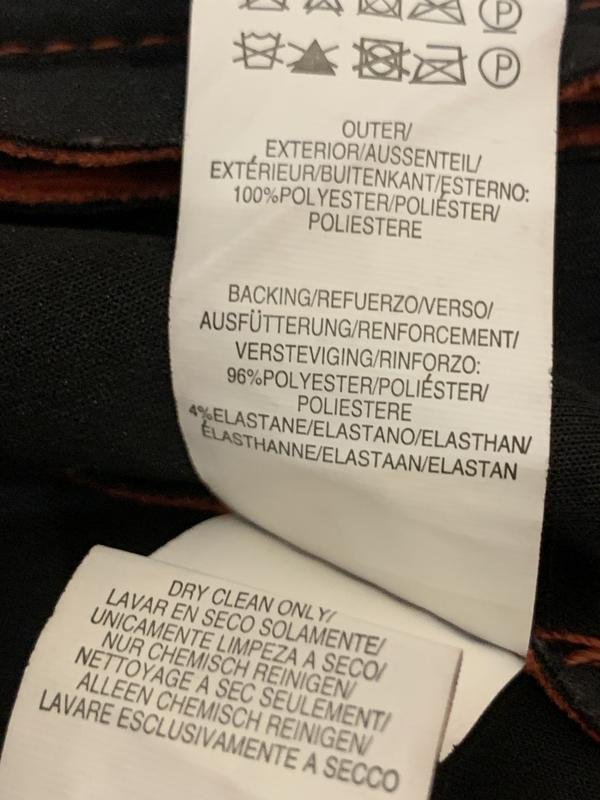 P
P
OUTER/
EXTERIOR/AUSSENTEIL/
EXTÉRIEUR/BUITENKANT/ESTERNO:
100%POLYESTER/POLIÉSTER/
POLIESTERE
BACKING/REFUERZO/VERSO/
AUSFÜTTERUNG/RENFORCEMENT/
VERSTEVIGING/RINFORZO:
96%POLYESTER/POLIÉSTER/
POLIESTERE
4%ELASTANE/ELASTANO/ELASTHAN/
ÉLASTHANNE/ELASTAAN/ELASTAN
DRY CLEAN ONLY/
LAVAR EN SECO SOLAMENTE/
UNICAMENTE LIMPEZA A SECO/
NUR CHEMISCH REINIGEN/
NETTOYAGE A SEC SEULEMENT/
ALLEEN CHEMISCH REINIGEN/
LAVARE ESCLUSIVAMENTE A SECCO